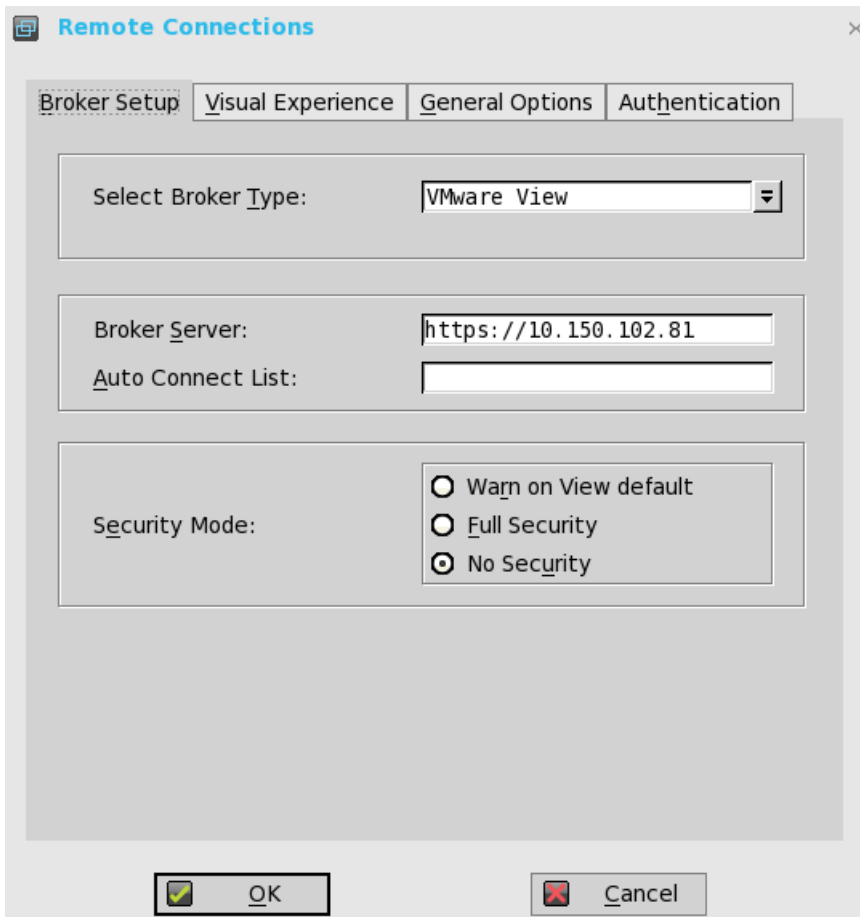 Remote Connections
Broker Setup Visual Experience General Options Authentication
Select Broker Type: VMware View
Broker Server: https://10.150.102.81
Auto Connect List:
Security Mode:
Warn on View default
Full Security
No Security
OK Cancel